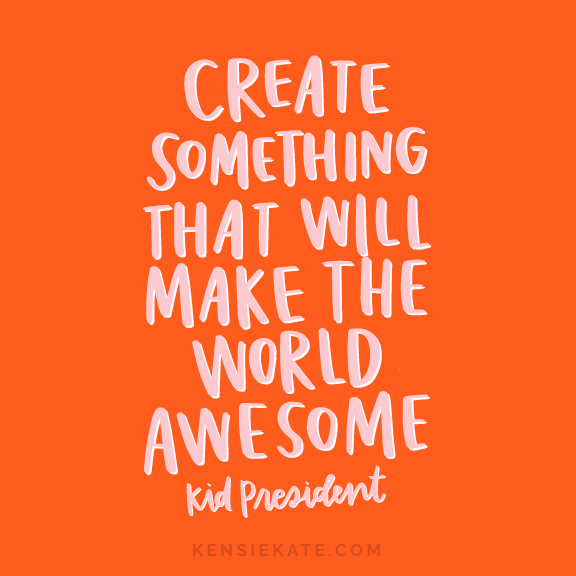 CREATE
SOMETHING
THAT WILL
MAKE THE
WORLD
AWESOME
Kid President
KENSIEKATE.COM